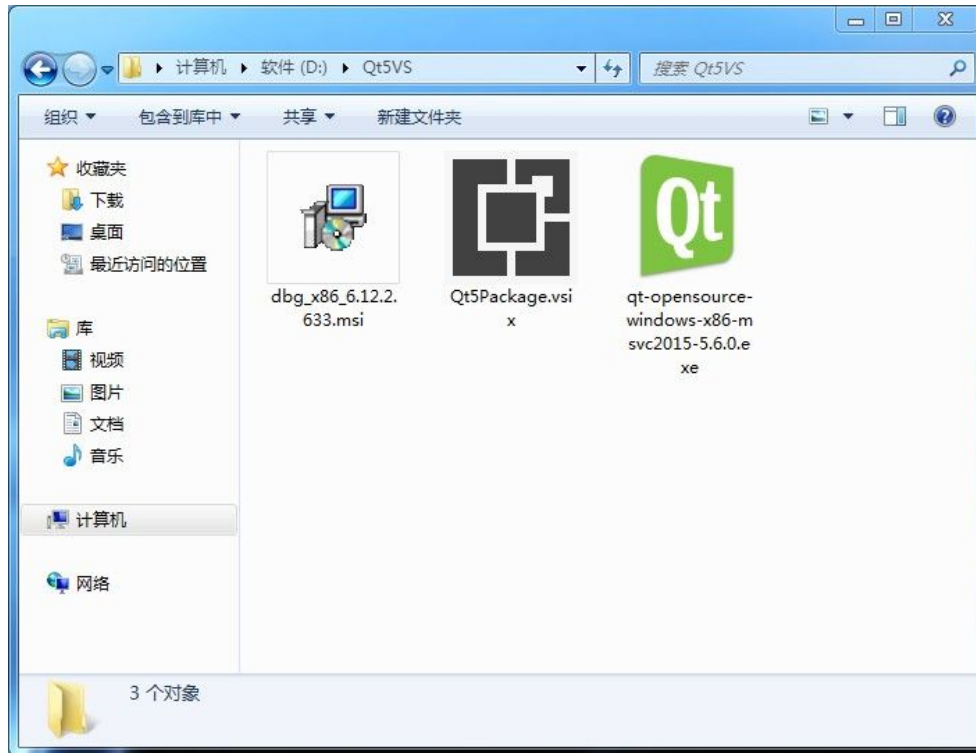 计算机 软件 (D:) Qt5VS
搜索 Qt5VS
组织 包含到库中 共享 新建文件夹
收藏夹
下载
桌面
最近访问的位置
库
视频
图片
文档
音乐
计算机
网络
dbg_x86_6.12.2.
633.msi
Qt5Package.vsi
x
Qt
qt-opensource-
windows-x86-m
svc2015-5.6.0.e
xe
3 个对象